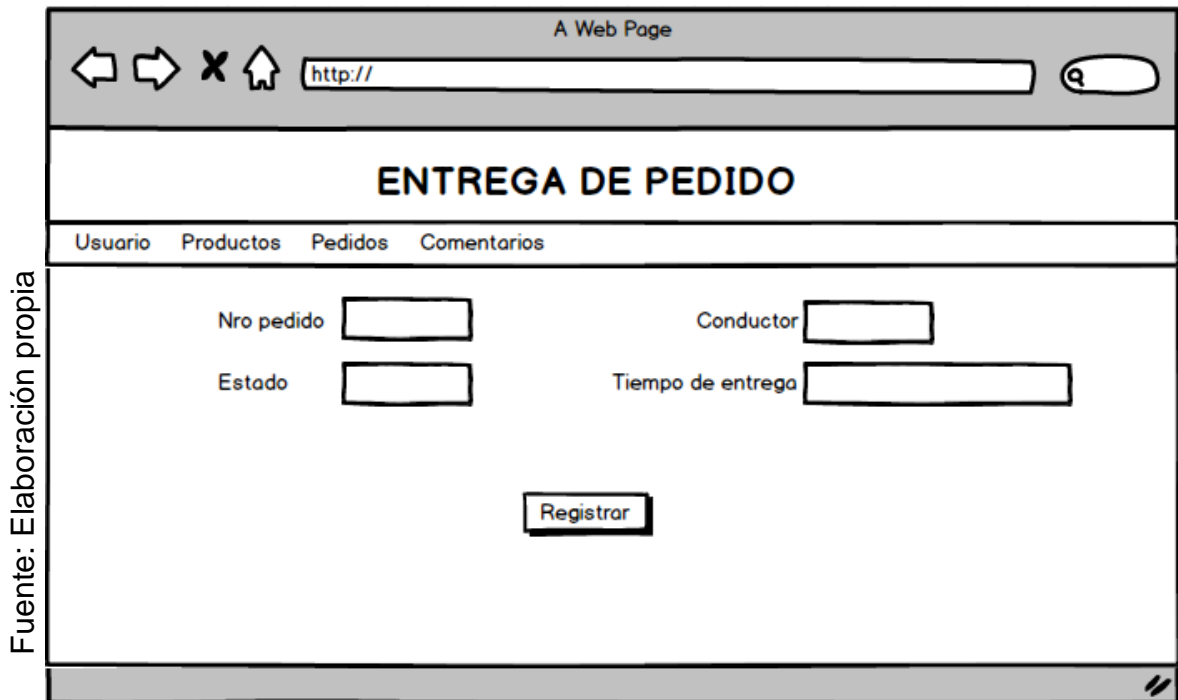 A Web Page
http://
ENTREGA DE PEDIDO
Usuario Productos Pedidos Comentarios
Nro pedido
Conductor
Estado
Tiempo de entrega
Registrar
Fuente: Elaboración propia